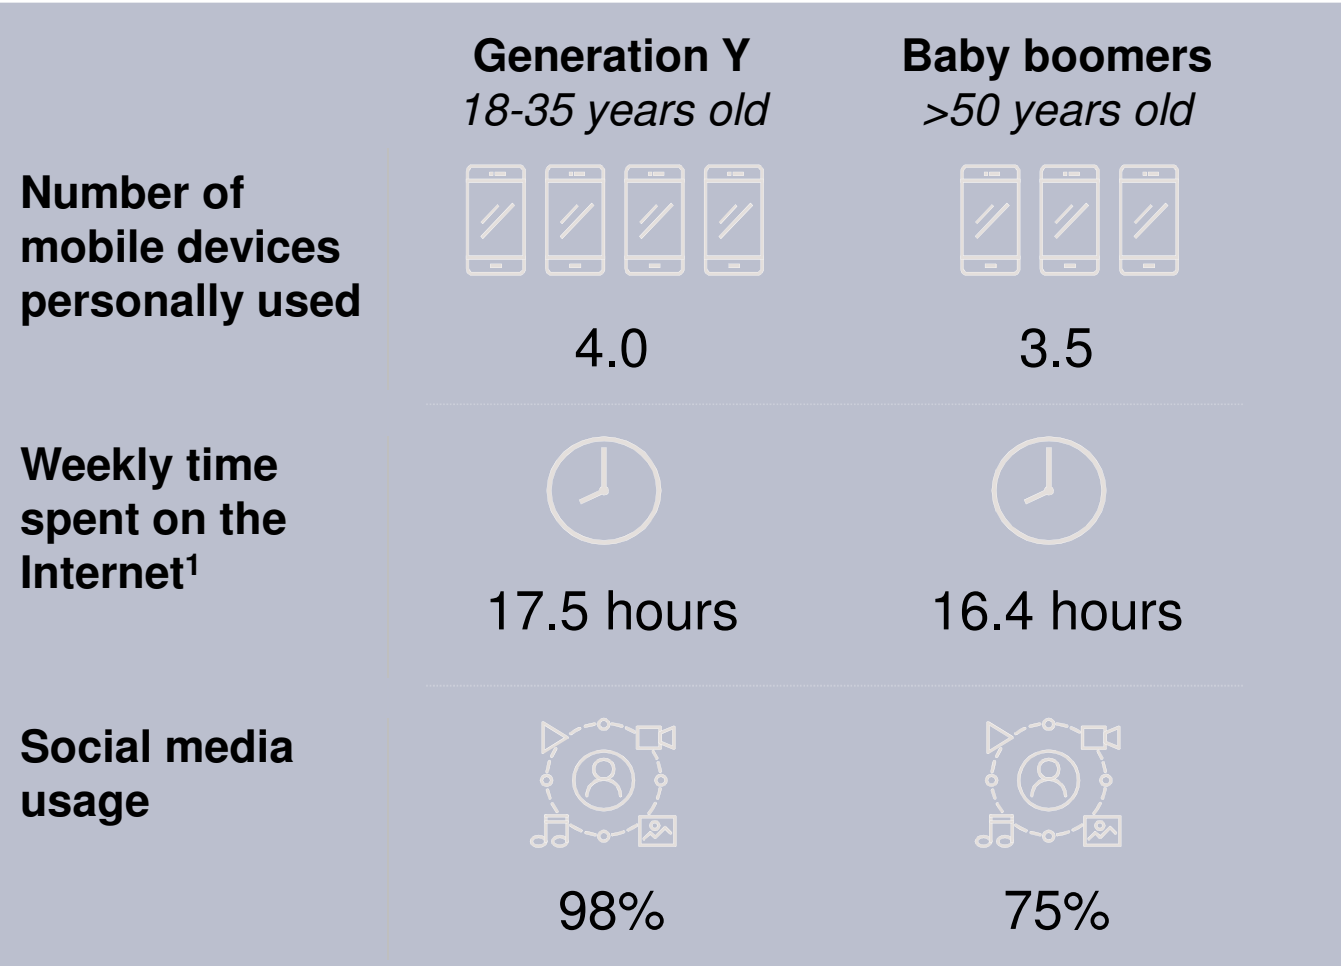 Generation Y
18-35 years old
Baby boomers
>50 years old
Number of
mobile devices
personally used
4.0
3.5
Weekly time
spent on the
Internet¹
17.5 hours
16.4 hours
Social media
usage
98%
75%